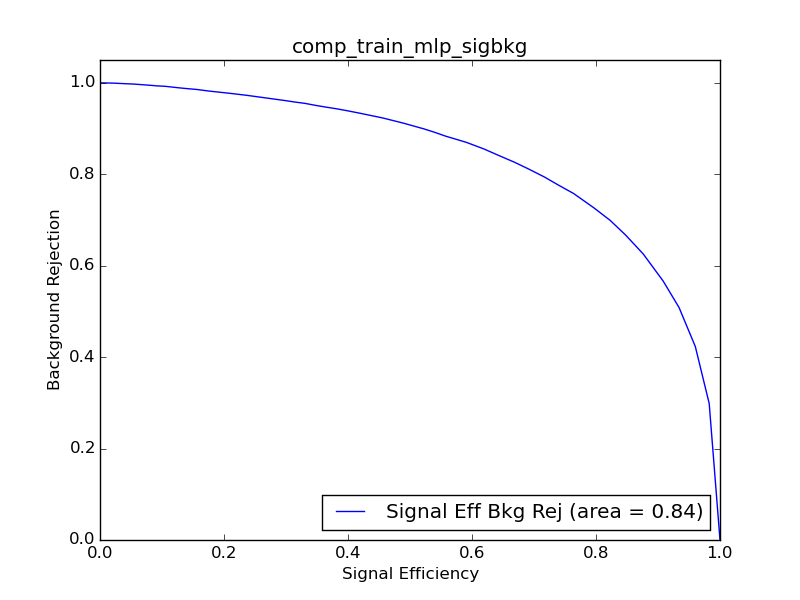 comp_train_mlp_sigbkg
1.0
0.8
0.6
0.4
0.2
0.0
Background Rejection
Signal Eff Bkg Rej (area = 0.84)
0.0 0.2 0.4 0.6 0.8 1.0
Signal Efficiency